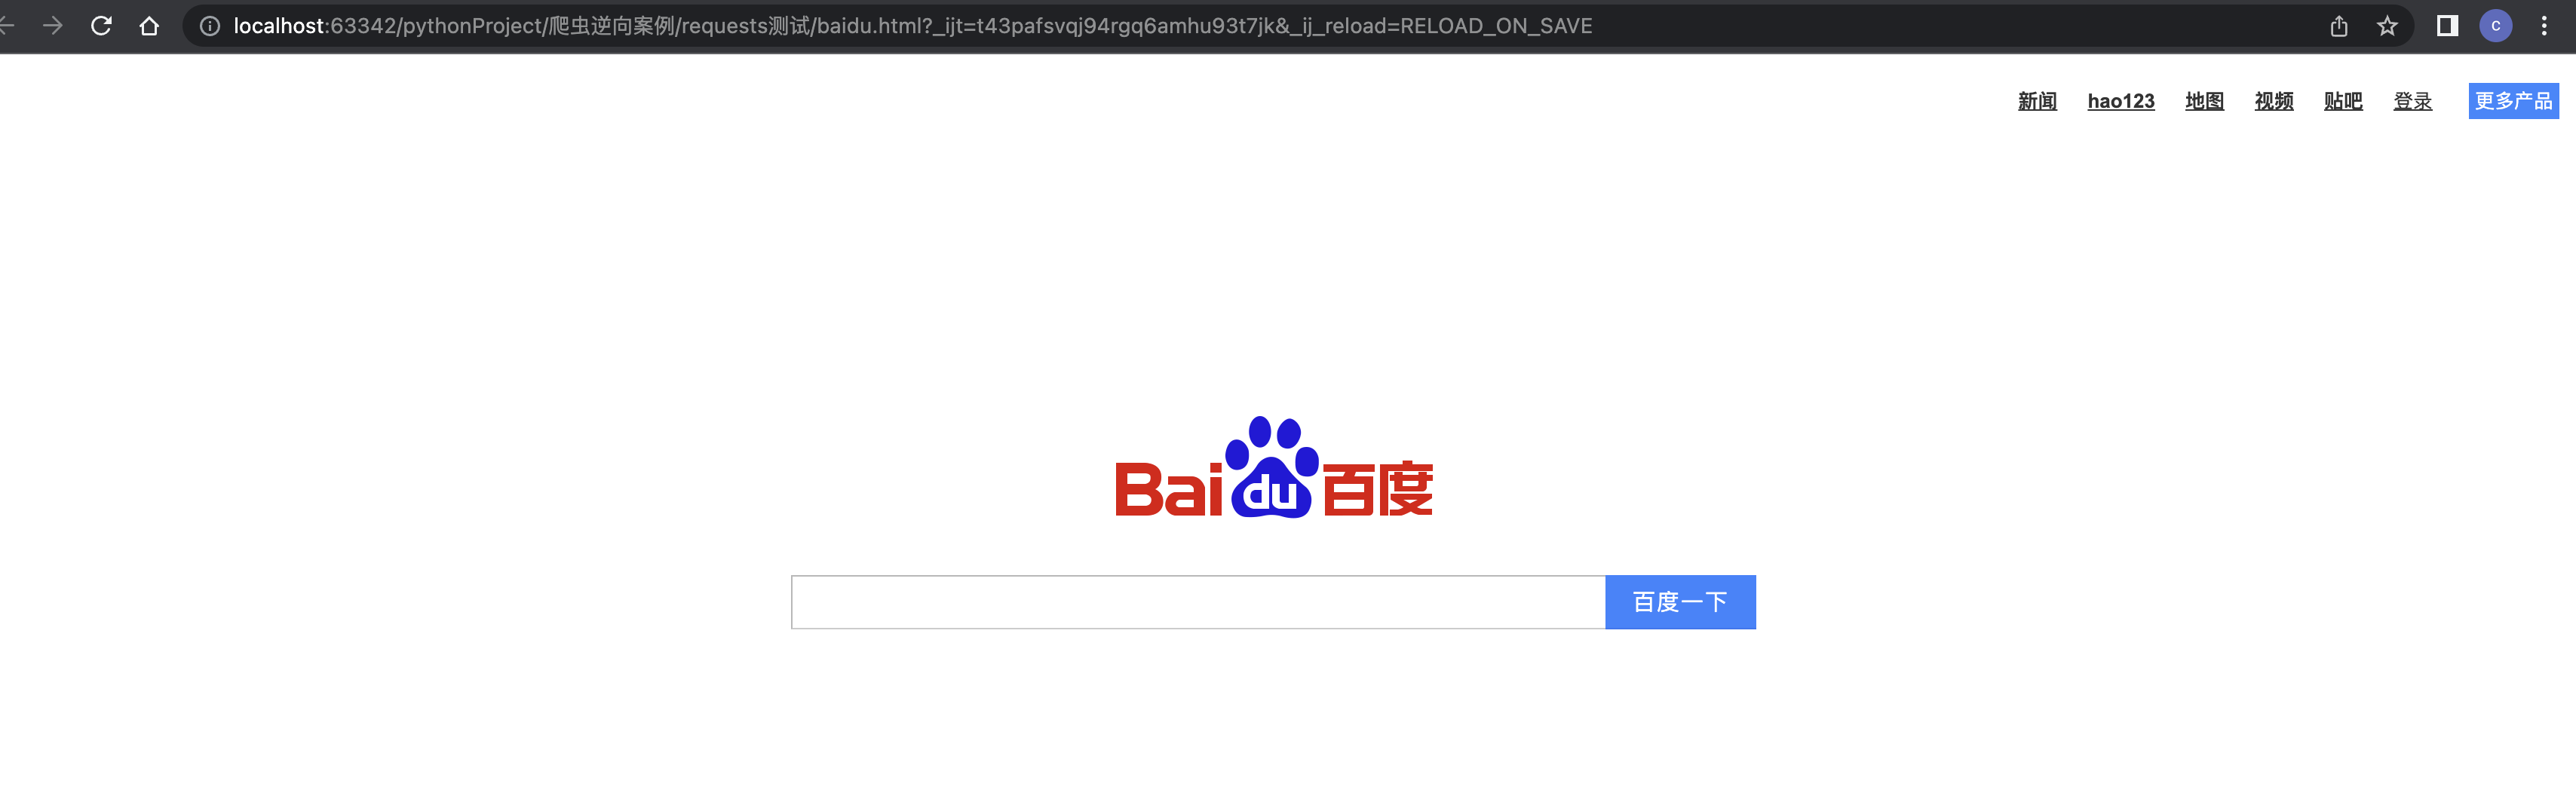 localhost:63342/pythonProject/爬虫逆向案例/requests测试/baidu.html?_ijt=t43pafsvqj94rgq6amhu93t7jk&_ij_reload=RELOAD_ON_SAVE
C
新闻 hao123 地图 视频 贴吧 登录 更多产品
Bai du 百度
百度一下